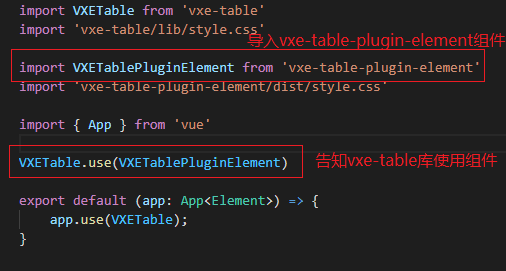 import VXETable from 'vxe-table'
import 'vxe-table/lib/style.css'
导入vxe-table-plugin-element组件
import VXETablePluginElement from 'vxe-table-plugin-element'
import 'vxe-table-plugin-element/dist/style.css'
import { App } from 'vue'
VXETable.use(VXETablePluginElement)
告知vxe-table库使用组件
export default (app: App<Element>) => {
    app.use(VXETable);
}